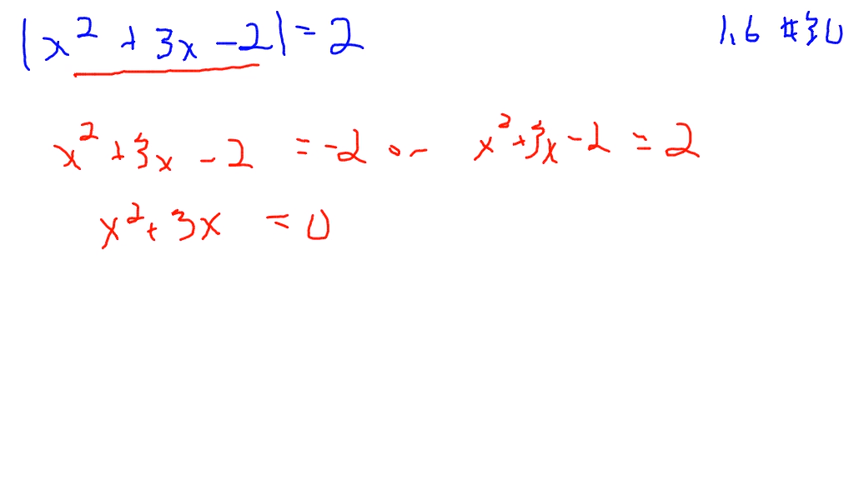 |x² + 3x - 2| = 2
1.6 #30
x² + 3x - 2 = -2 or x² + 3x - 2 = 2
x² + 3x = 0